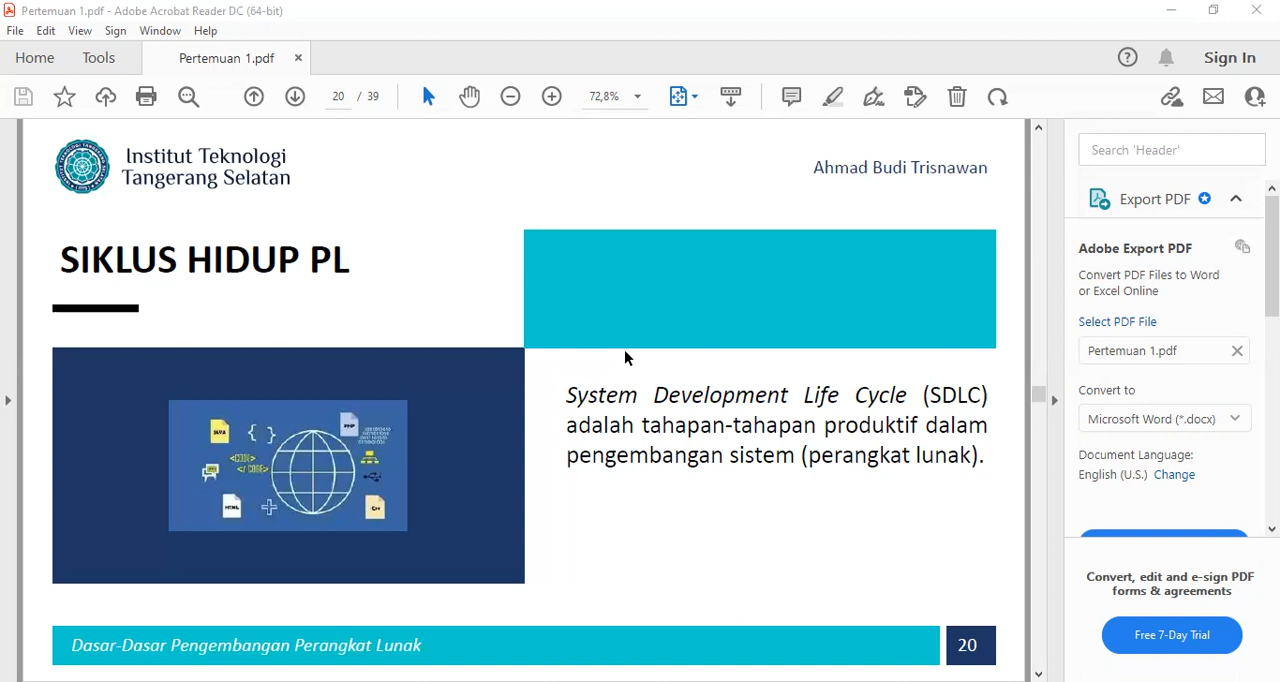 Pertemuan 1.pdf - Adobe Acrobat Reader DC (64-bit)
File Edit View Sign Window Help
Home Tools Pertemuan 1.pdf Sign In
20 / 39 72,8%
Institut Teknologi
Tangerang Selatan
Ahmad Budi Trisnawan
SIKLUS HIDUP PL
JAVA
{ }
PHP
<CODE>
</ CODE>
HTML
C++
System Development Life Cycle (SDLC)
adalah tahapan-tahapan produktif dalam
pengembangan sistem (perangkat lunak).
Dasar-Dasar Pengembangan Perangkat Lunak
20
Search 'Header'
Export PDF
Adobe Export PDF
Convert PDF Files to Word
or Excel Online
Select PDF File
Pertemuan 1.pdf
Convert to
Microsoft Word (*.docx)
Document Language:
English (U.S.) Change
Convert, edit and e-sign PDF
forms & agreements
Free 7-Day Trial